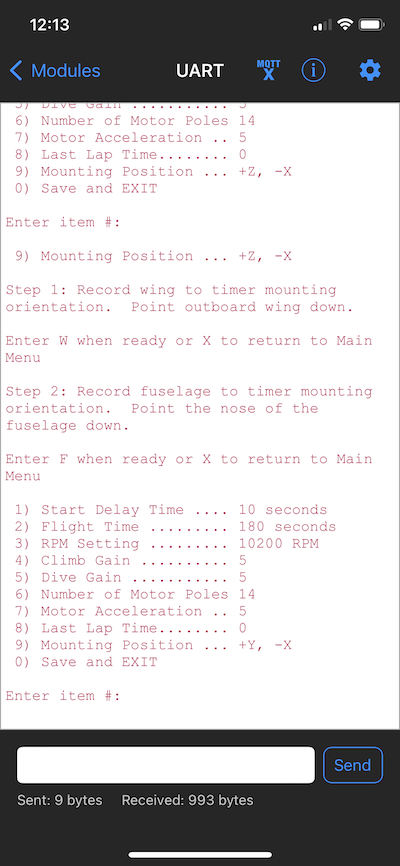 12:13
Modules
UART
MQTT
X
5) Dive Gain ........... 5
6) Number of Motor Poles 14
7) Motor Acceleration .. 5
8) Last Lap Time........ 0
9) Mounting Position ... +Z, -X
0) Save and EXIT
Enter item #:
9) Mounting Position ... +Z, -X
Step 1: Record wing to timer mounting
orientation.  Point outboard wing down.
Enter W when ready or X to return to Main
Menu
Step 2: Record fuselage to timer mounting
orientation.  Point the nose of the
fuselage down.
Enter F when ready or X to return to Main
Menu
1) Start Delay Time .... 10 seconds
2) Flight Time ......... 180 seconds
3) RPM Setting ......... 10200 RPM
4) Climb Gain .......... 5
5) Dive Gain ........... 5
6) Number of Motor Poles 14
7) Motor Acceleration .. 5
8) Last Lap Time........ 0
9) Mounting Position ... +Y, -X
0) Save and EXIT
Enter item #:
Send
Sent: 9 bytes Received: 993 bytes